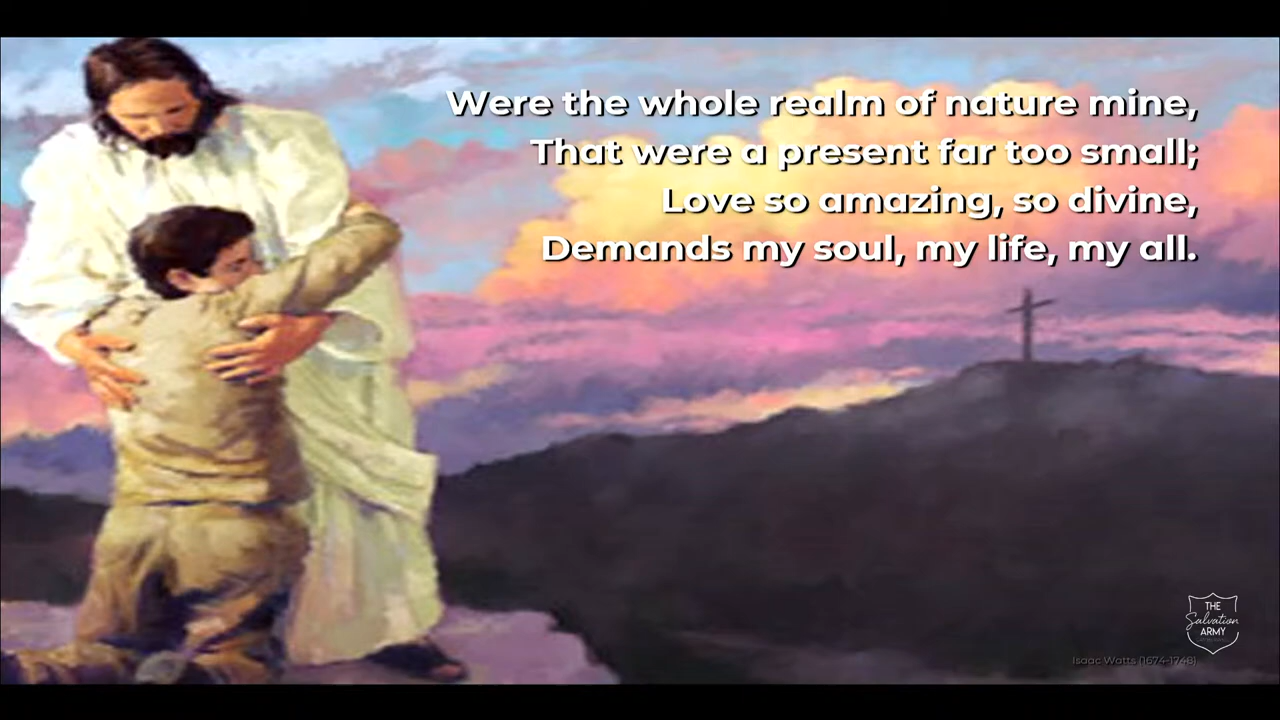 Were the whole realm of nature mine,
That were a present far too small;
Love so amazing, so divine,
Demands my soul, my life, my all.
THE
Salvation
ARMY
Isaac Watts (1674-1748)